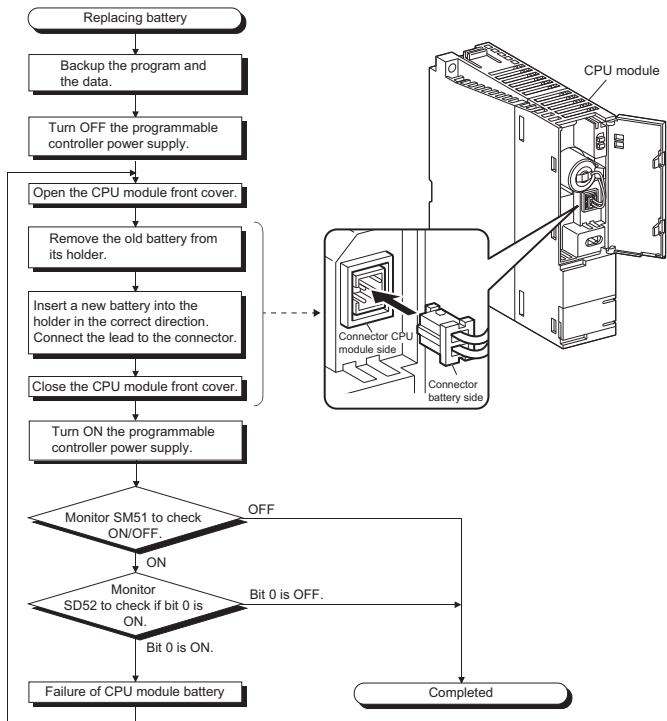 Replacing battery
Backup the program and
the data.
Turn OFF the programmable
controller power supply.
Open the CPU module front cover.
Remove the old battery from
its holder.
Insert a new battery into the
holder in the correct direction.
Connect the lead to the connector.
Close the CPU module front cover.
Turn ON the programmable
controller power supply.
Monitor SM51 to check
ON/OFF.
OFF
ON
Monitor
SD52 to check if bit 0 is
ON.
Bit 0 is OFF.
Bit 0 is ON.
Failure of CPU module battery
Completed
CPU module
Connector CPU
module side
Connector
battery side